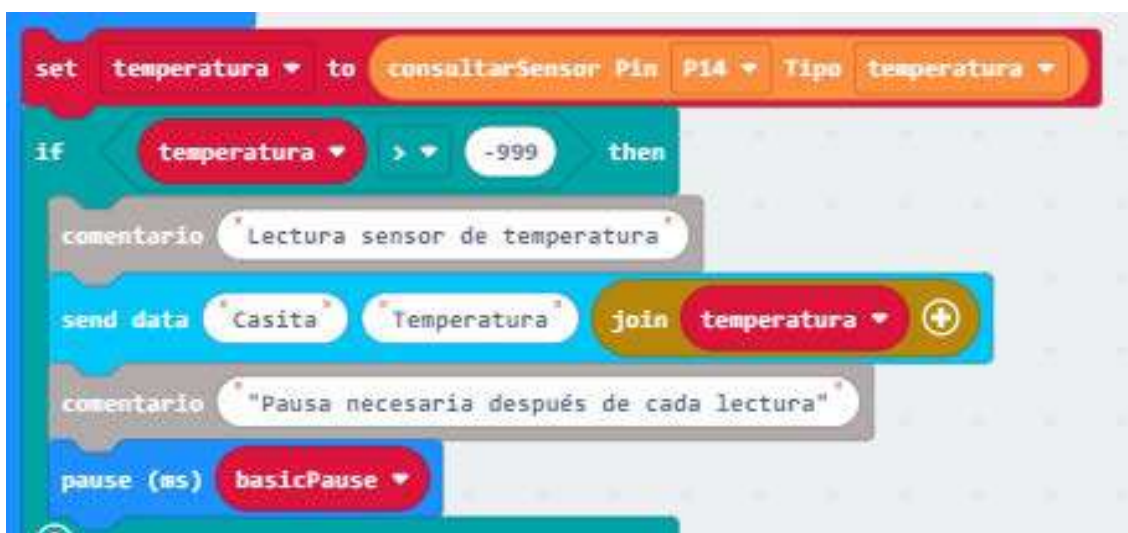 set temperatura to consultarSensor Pin P14 Tipo temperatura
if temperatura > -999 then
comentario "Lectura sensor de temperatura"
send data "Casita" "Temperatura" join temperatura
comentario ""Pausa necesaria después de cada lectura""
pause (ms) basicPause